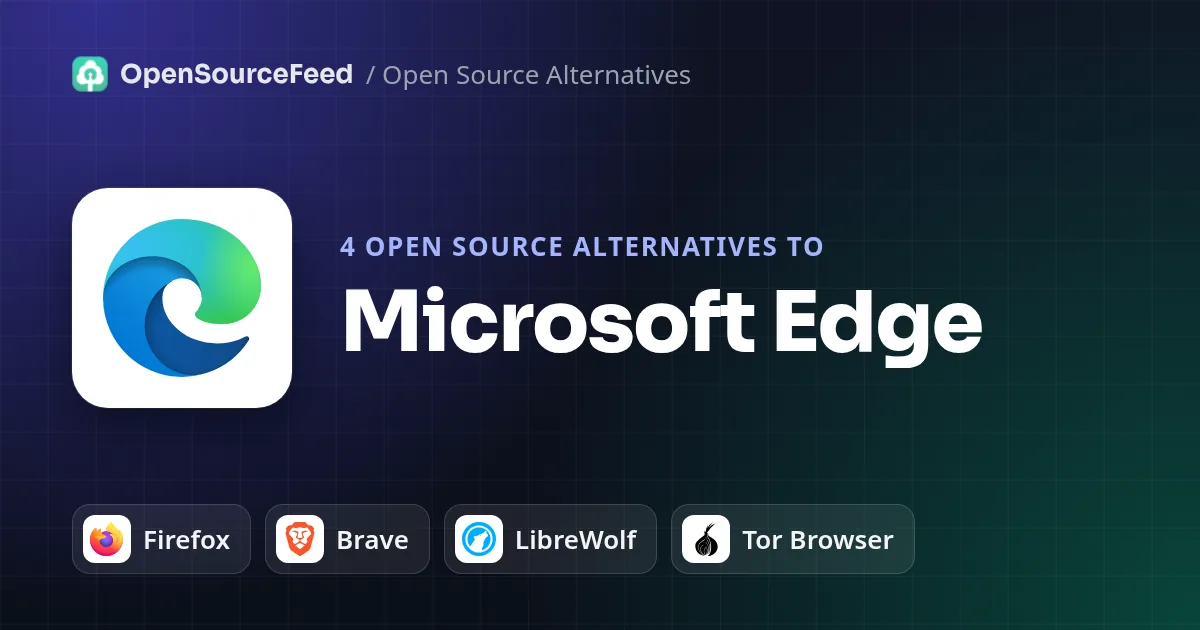 OpenSourceFeed / Open Source Alternatives
4 OPEN SOURCE ALTERNATIVES TO
Microsoft Edge
Firefox Brave LibreWolf Tor Browser